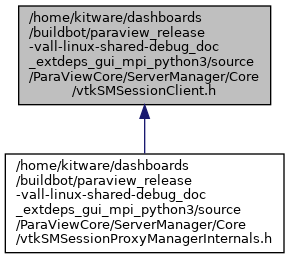 /home/kitware/dashboards
/buildbot/paraview_release
-vall-linux-shared-debug_doc
_extdeps_gui_mpi_python3/source
/ParaViewCore/ServerManager/Core
/vtkSMSessionClient.h
/home/kitware/dashboards
/buildbot/paraview_release
-vall-linux-shared-debug_doc
_extdeps_gui_mpi_python3/source
/ParaViewCore/ServerManager/Core
/vtkSMSessionProxyManagerInternals.h